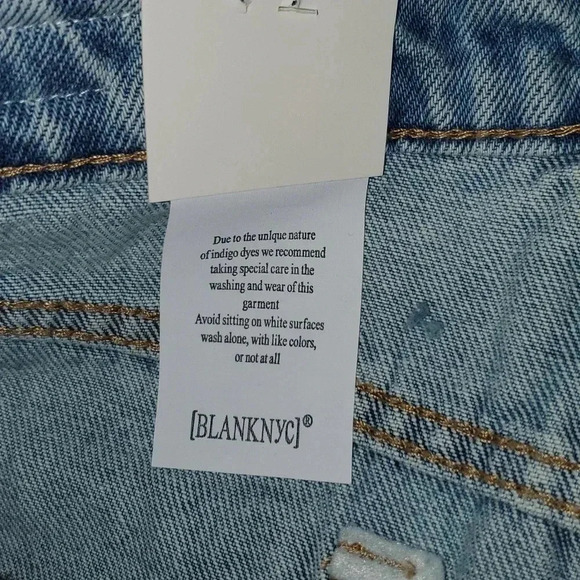 Due to the unique nature
of indigo dyes we recommend
taking special care in the
washing and wear of this
garment
Avoid sitting on white surfaces
wash alone, with like colors,
or not at all
[BLANKNYC]®